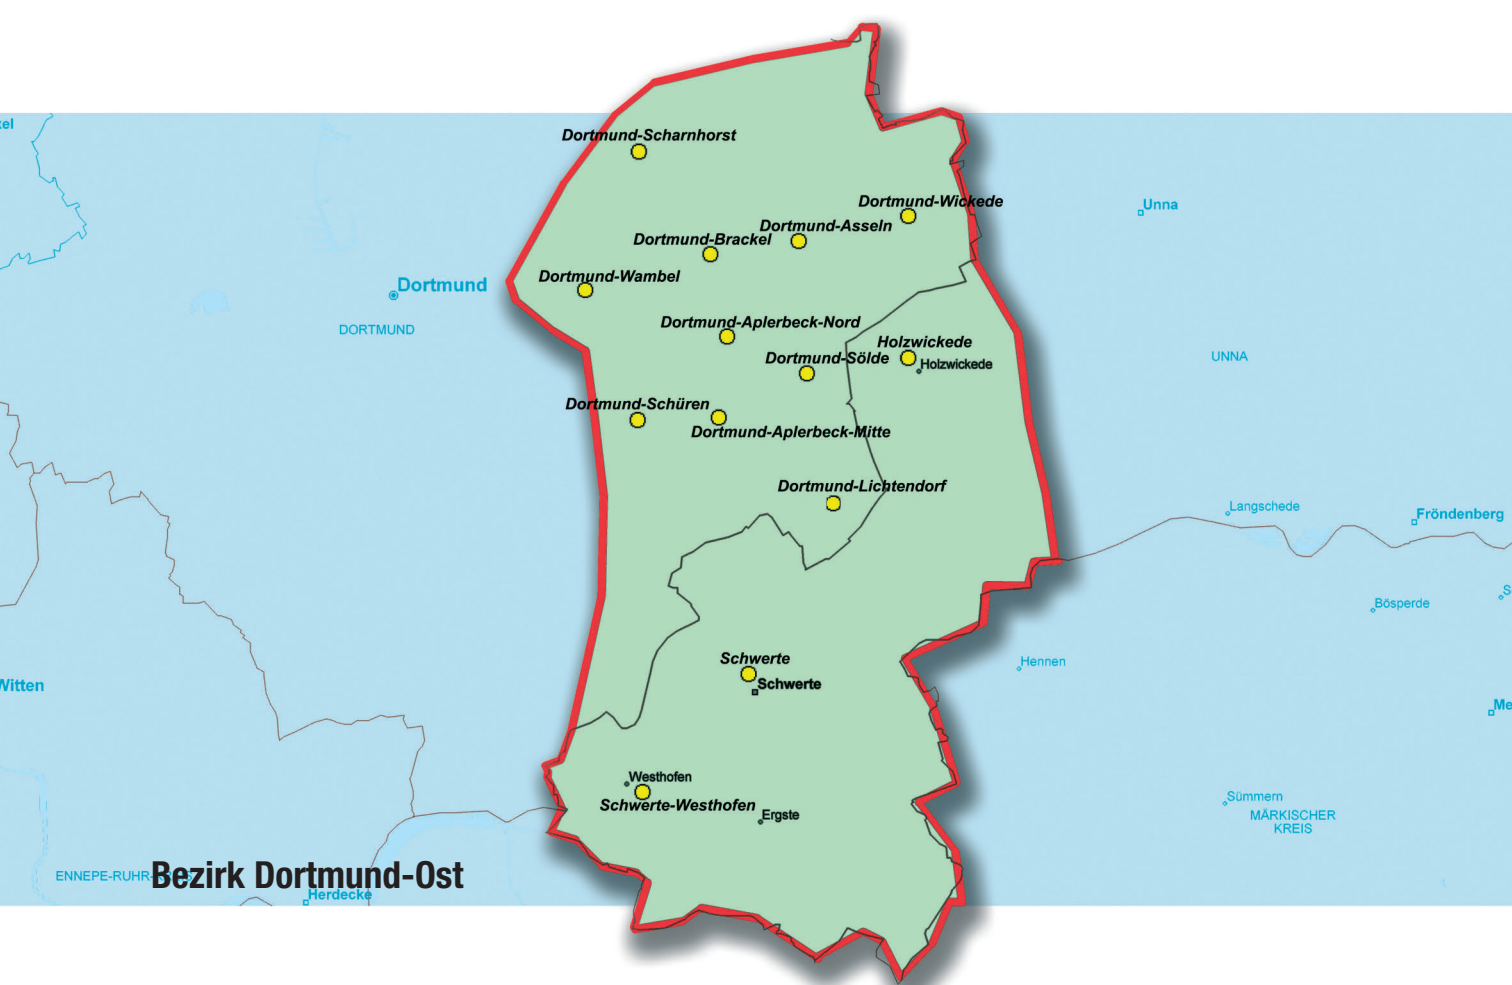 Dortmund-Scharnhorst
Dortmund-Wickede
Unna
Dortmund-Asseln
Dortmund-Brackel
Dortmund-Wambel
Dortmund
DORTMUND
Dortmund-Aplerbeck-Nord
Holzwickede
Dortmund-Sölde
Holzwickede
UNNA
Dortmund-Schüren
Dortmund-Aplerbeck-Mitte
Dortmund-Lichtendorf
Langschede
Fröndenberg
Bösperde
Schwerte
Hennen
Schwerte
Witten
Westhofen
Schwerte-Westhofen
Ergste
Sümmern
MÄRKISCHER
KREIS
Bezirk Dortmund-Ost
Herdecke